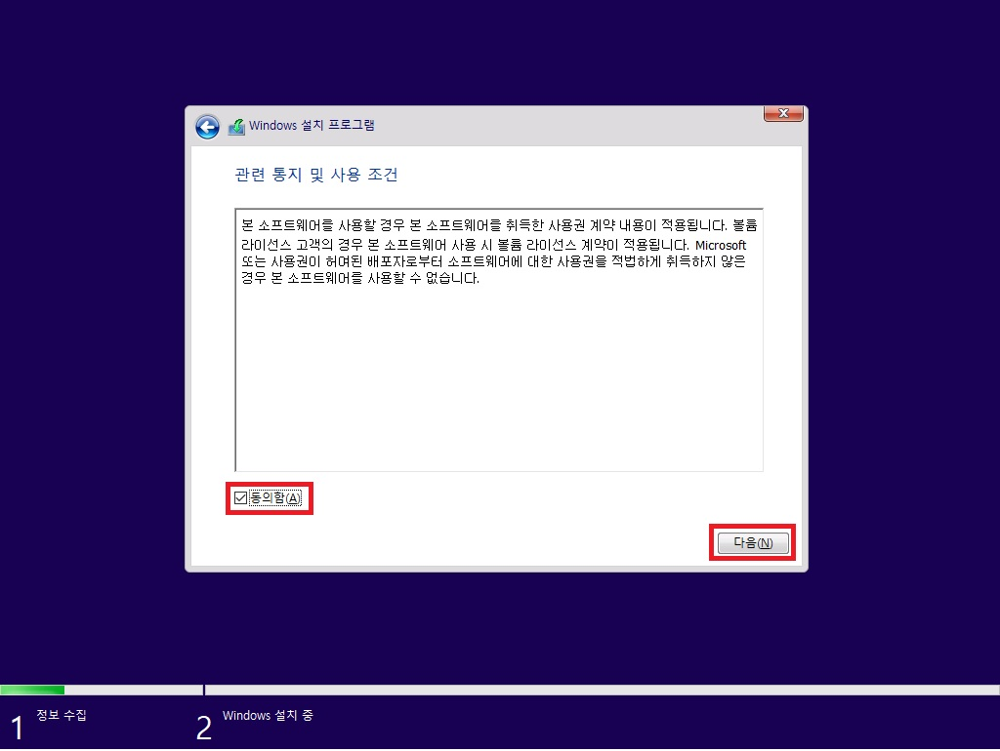 Windows 설치 프로그램
관련 통지 및 사용 조건
본 소프트웨어를 사용할 경우 본 소프트웨어를 취득한 사용권 계약 내용이 적용됩니다. 볼륨
라이선스 고객의 경우 본 소프트웨어 사용 시 볼륨 라이선스 계약이 적용됩니다. Microsoft
또는 사용권이 허여된 배포자로부터 소프트웨어에 대한 사용권을 적법하게 취득하지 않은
경우 본 소프트웨어를 사용할 수 없습니다.
동의함(A)
다음(N)
1 정보 수집
2 Windows 설치 중